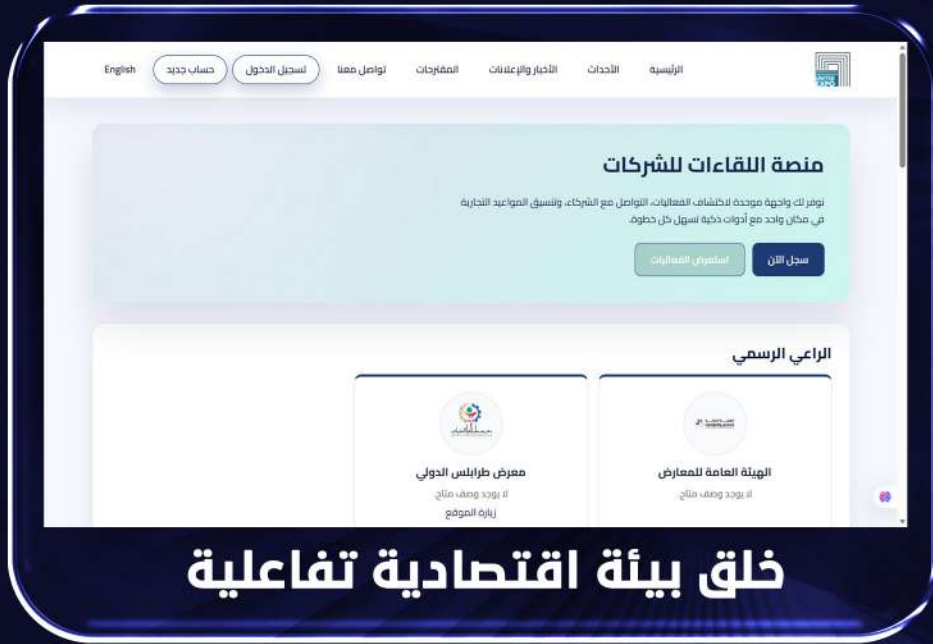 الرئيسية
الأحداث
الأخبار والإعلانات
المقترحات
تواصل معنا
تسجيل الدخول
حساب جديد
English
EXPO
منصة اللقاءات للشركات
نوفر لك واجهة موحدة لاكتشاف الفعاليات، التواصل مع الشركاء، وتنسيق المواعيد التجارية
في مكان واحد مع أدوات ذكية تسهل كل خطوة.
سجل الآن
استعرض الفعاليات
الراعي الرسمي
الهيئة العامة للمعارض
لا يوجد وصف متاح.
معرض طرابلس الدولي
لا يوجد وصف متاح.
زيارة الموقع
خلق بيئة اقتصادية تفاعلية